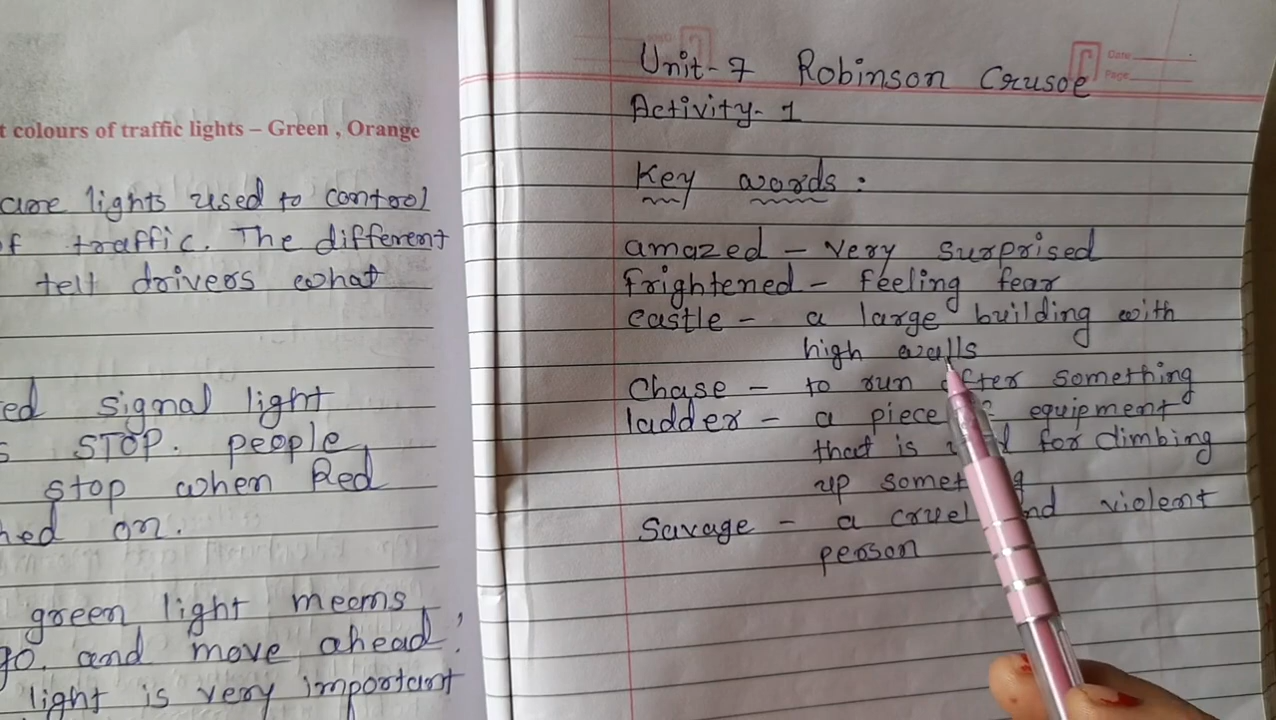 t colours of traffic lights – Green , Orange
are lights used to control
f traffic. The different
tell drivers what
ed signal light
s STOP. people
stop when Red
hed on.
green light means
go. and move ahead.
light is very important
Date
Page
Unit-7 Robinson Crusoe
Activity-1
Key words :
amazed - very surprised
frightened - feeling fear
castle - a large building with
high walls
Chase - to run after something
ladder - a piece equipment
that is for climbing
up
Savage - a cruel and violent
person